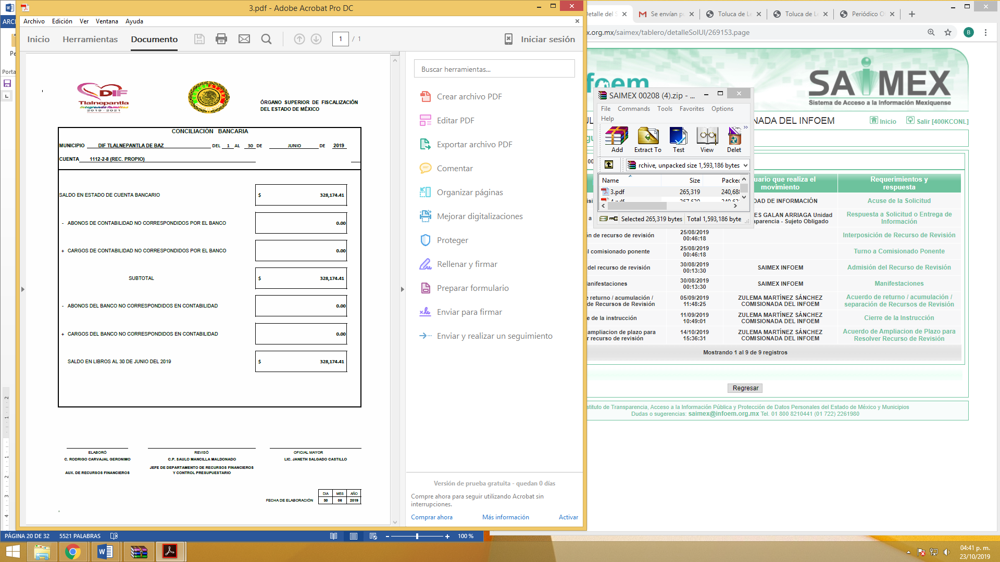 3.pdf - Adobe Acrobat Pro DC
Archivo Edición Ver Ventana Ayuda
Inicio Herramientas Documento 1 / 1 Iniciar sesión
DIF
Tlalnepantla
Integrando familias
2019 - 2021
ÓRGANO SUPERIOR DE FISCALIZACIÓN
DEL ESTADO DE MÉXICO
CONCILIACIÓN BANCARIA
MUNICIPIO DIF TLALNEPANTLA DE BAZ DEL 1 AL 30 DE JUNIO DE 2019
CUENTA 1112-2-8 (REC. PROPIO)
SALDO EN ESTADO DE CUENTA BANCARIO $ 328,174.41
- ABONOS DE CONTABILIDAD NO CORRESPONDIDOS POR EL BANCO 0.00
+ CARGOS DE CONTABILIDAD NO CORRESPONDIDOS POR EL BANCO 0.00
SUBTOTAL $ 328,174.41
- ABONOS DEL BANCO NO CORRESPONDIDOS EN CONTABILIDAD 0.00
+ CARGOS DEL BANCO NO CORRESPONDIDOS EN CONTABILIDAD 0.00
SALDO EN LIBROS AL 30 DE JUNIO DEL 2019 $ 328,174.41
ELABORÓ REVISÓ OFICIAL MAYOR
C. RODRIGO CARVAJAL GERONIMO C.P. SAULO MANCILLA MALDONADO LIC. JANETH SALGADO CASTILLO
AUX. DE RECURSOS FINANCIEROS JEFE DE DEPARTAMENTO DE RECURSOS FINANCIEROS
Y CONTROL PRESUPUESTARIO
DIA MES AÑO
FECHA DE ELABORACIÓN 30 06 2019
Buscar herramientas...
Crear archivo PDF
Editar PDF
Exportar archivo PDF
Comentar
Organizar páginas
Mejorar digitalizaciones
Proteger
Rellenar y firmar
Preparar formulario
Enviar para firmar
Enviar y realizar un seguimiento
Versión de prueba gratuita - quedan 0 días
Compre ahora para seguir utilizando Acrobat sin
interrupciones.
Comprar ahora Más información Activar
ARCH
Pe
Porta
PÁGINA 20 DE 32 5521 PALABRAS 100 %
Detalle del S Se envían p Toluca de Le Toluca de Le Periódico O
x.org.mx/saimex/tablero/detalleSolUI/269153.page B
foem
SAIMEX
Sistema de Acceso a la Información Mexiquense
NADA DEL INFOEM Inicio Salir [400KCONL]
SAIMEX 00208 (4).zip - ...
File Commands Tools Favorites Options
Help
Add Extract To Test View Delet
rchive, unpacked size 1,593,186 bytes
Name Size Packec
3.pdf 265,319 240,688
Selected 265,319 bytes Total 1,593,186 byte
uario que realiza el
movimiento
Requerimientos y
respuesta
DAD DE INFORMACIÓN Acuse de la Solicitud
ES GALAN ARRIAGA Unidad
sparencia - Sujeto Obligado
Respuesta a Solicitud o Entrega de
Información
n de recurso de revisión 25/08/2019
00:46:18 Interposición de Recurso de Revisión
l comisionado ponente 25/08/2019
00:46:18 Turno a Comisionado Ponente
del recurso de revisión 30/08/2019
00:13:30 SAIMEX INFOEM Admisión del Recurso de Revisión
anifestaciones 30/08/2019
00:13:30 SAIMEX INFOEM Manifestaciones
e returno / acumulación /
de Recursos de Revisión
05/09/2019
11:48:25
ZULEMA MARTÍNEZ SÁNCHEZ
COMISIONADA DEL INFOEM
Acuerdo de returno / acumulación /
separación de Recursos de Revisión
e de la instrucción 11/09/2019
10:49:01
ZULEMA MARTÍNEZ SÁNCHEZ
COMISIONADA DEL INFOEM
Cierre de la Instrucción
ampliacion de plazo para
r recurso de revisión
14/10/2019
15:36:31
ZULEMA MARTÍNEZ SÁNCHEZ
COMISIONADA DEL INFOEM
Acuerdo de Ampliacion de Plazo para
Resolver Recurso de Revisión
Mostrando 1 al 9 de 9 registros
Regresar
stituto de Transparencia, Acceso a la Información Pública y Protección de Datos Personales del Estado de México y Municipios
Dudas o sugerencias: saimex@infoem.org.mx Tel. 01 800 8210441 (01 722) 2261980
04:41 p. m.
23/10/2019